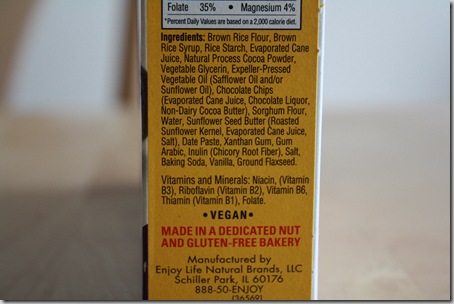 Folate 35% • Magnesium 4%
*Percent Daily Values are based on a 2,000 calorie diet.
Ingredients: Brown Rice Flour, Brown
Rice Syrup, Rice Starch, Evaporated Cane
Juice, Natural Process Cocoa Powder,
Vegetable Glycerin, Expeller-Pressed
Vegetable Oil (Safflower Oil and/or
Sunflower Oil), Chocolate Chips
(Evaporated Cane Juice, Chocolate Liquor,
Non-Dairy Cocoa Butter), Sorghum Flour,
Water, Sunflower Seed Butter (Roasted
Sunflower Kernel, Evaporated Cane Juice,
Salt), Date Paste, Xanthan Gum, Gum
Arabic, Inulin (Chicory Root Fiber), Salt,
Baking Soda, Vanilla, Ground Flaxseed.
Vitamins and Minerals: Niacin, (Vitamin
B3), Riboflavin (Vitamin B2), Vitamin B6,
Thiamin (Vitamin B1), Folate.
• VEGAN •
MADE IN A DEDICATED NUT
AND GLUTEN-FREE BAKERY
Manufactured by
Enjoy Life Natural Brands, LLC
Schiller Park, IL 60176
888-50-ENJOY
(36569)